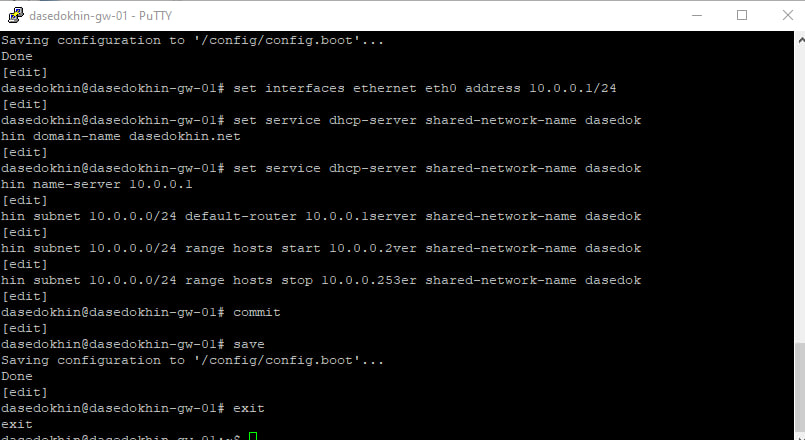 dasedokhin-gw-01 - PuTTY
Saving configuration to '/config/config.boot'...
Done
[edit]
dasedokhin@dasedokhin-gw-01# set interfaces ethernet eth0 address 10.0.0.1/24
[edit]
dasedokhin@dasedokhin-gw-01# set service dhcp-server shared-network-name dasedok
hin domain-name dasedokhin.net
[edit]
dasedokhin@dasedokhin-gw-01# set service dhcp-server shared-network-name dasedok
hin name-server 10.0.0.1
[edit]
hin subnet 10.0.0.0/24 default-router 10.0.0.1server shared-network-name dasedok
[edit]
hin subnet 10.0.0.0/24 range hosts start 10.0.0.2ver shared-network-name dasedok
[edit]
hin subnet 10.0.0.0/24 range hosts stop 10.0.0.253er shared-network-name dasedok
[edit]
dasedokhin@dasedokhin-gw-01# commit
[edit]
dasedokhin@dasedokhin-gw-01# save
Saving configuration to '/config/config.boot'...
Done
[edit]
dasedokhin@dasedokhin-gw-01# exit
exit
dasedokhin@dasedokhin-gw-01:~$